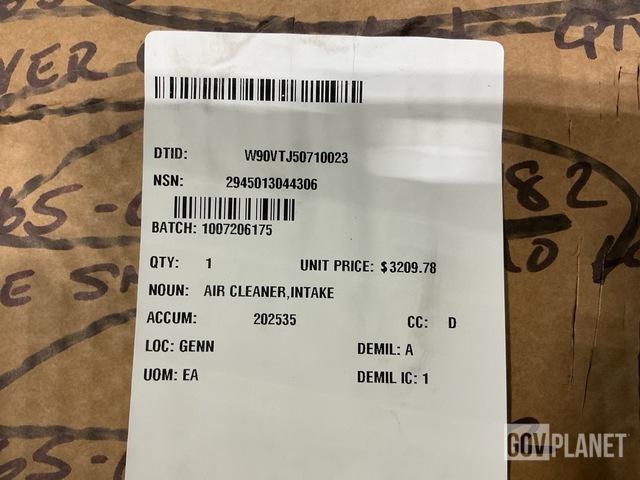 DTID: W90VTJ50710023
NSN: 2945013044306
BATCH: 1007206175
QTY: 1 UNIT PRICE: $3209.78
NOUN: AIR CLEANER,INTAKE
ACCUM: 202535 CC: D
LOC: GENN DEMIL: A
UOM: EA DEMIL IC: 1
82
GOVPLANET